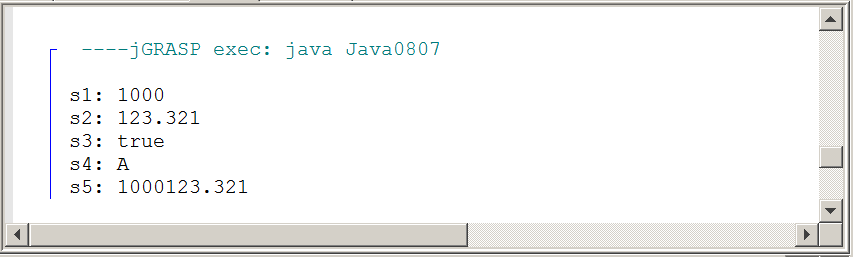 ----jGRASP exec: java Java0807
s1: 1000
s2: 123.321
s3: true
s4: A
s5: 1000123.321